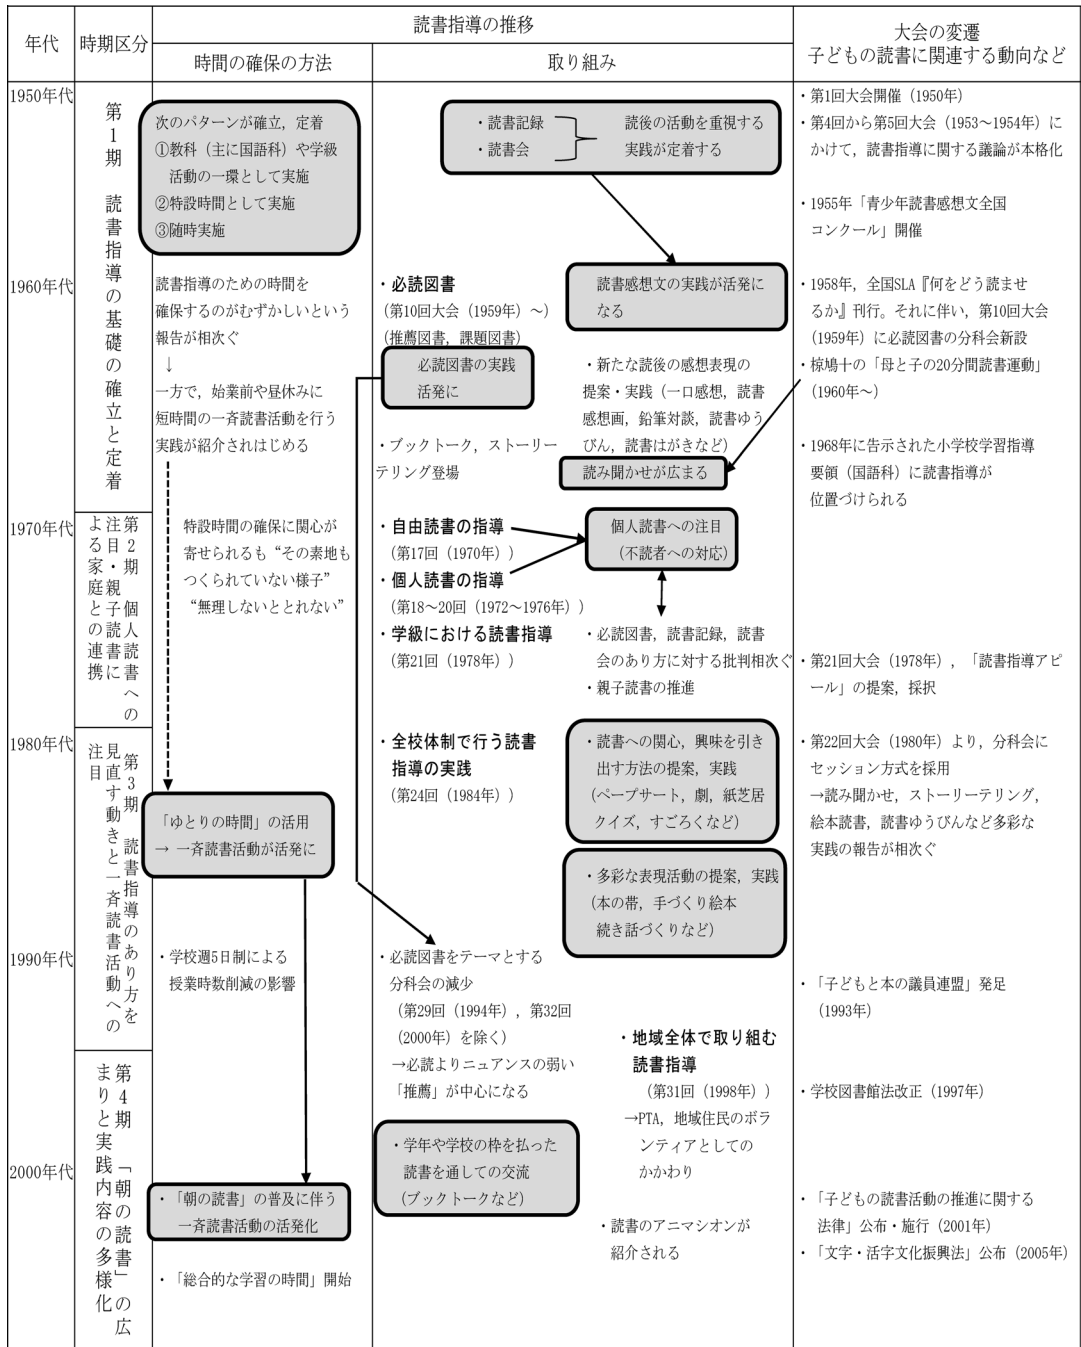 年代
時期区分
読書指導の推移
時間の確保の方法
取り組み
大会の変遷
子どもの読書に関連する動向など
1950年代
1960年代
1970年代
1980年代
1990年代
2000年代
第1期 読書指導の基礎の確立と定着
第2期 個人読書への
注目・親子読書に
よる家庭との連携
第3期 読書指導のあり方を
見直す動きと一斉読書活動への
注目
第4期 「朝の読書」の広
まりと実践内容の多様化
次のパターンが確立，定着
①教科（主に国語科）や学級
活動の一環として実施
②特設時間として実施
③随時実施
読書指導のための時間を
確保するのがむずかしいという
報告が相次ぐ
↓
一方で，始業前や昼休みに
短時間の一斉読書活動を行う
実践が紹介されはじめる
特設時間の確保に関心が
寄せられるも“その素地も
つくられていない様子”
“無理しないととれない”
「ゆとりの時間」の活用
→ 一斉読書活動が活発に
・学校週5日制による
授業時数削減の影響
・「朝の読書」の普及に伴う
一斉読書活動の活発化
・「総合的な学習の時間」開始
・読書記録
・読書会
読後の活動を重視する
実践が定着する
・必読図書
（第10回大会（1959年）～）
（推薦図書，課題図書）
必読図書の実践
活発に
・ブックトーク，ストーリー
テリング登場
読書感想文の実践が活発に
なる
・新たな読後の感想表現の
提案・実践（一口感想，読書
感想画，鉛筆対談，読書ゆう
びん，読書はがきなど）
読み聞かせが広まる
・自由読書の指導
（第17回（1970年））
・個人読書の指導
（第18～20回（1972～1976年））
・学級における読書指導
（第21回（1978年））
個人読書への注目
（不読者への対応）
・必読図書，読書記録，読書
会のあり方に対する批判相次ぐ
・親子読書の推進
・全校体制で行う読書
指導の実践
（第24回（1984年））
・読書への関心，興味を引き
出す方法の提案，実践
（ペープサート，劇，紙芝居
クイズ，すごろくなど）
・多彩な表現活動の提案，実践
（本の帯，手づくり絵本
続き話づくりなど）
・必読図書をテーマとする
分科会の減少
（第29回（1994年），第32回
（2000年）を除く）
→必読よりニュアンスの弱い
「推薦」が中心になる
・地域全体で取り組む
読書指導
（第31回（1998年））
→PTA，地域住民のボラ
ンティアとしての
かかわり
・学年や学校の枠を払った
読書を通しての交流
（ブックトークなど）
・読書のアニマシオンが
紹介される
・第1回大会開催（1950年）
・第4回から第5回大会（1953～1954年）に
かけて，読書指導に関する議論が本格化
・1955年「青少年読書感想文全国
コンクール」開催
・1958年，全国SLA『何をどう読ませ
るか』刊行。それに伴い，第10回大会
（1959年）に必読図書の分科会新設
・椋鳩十の「母と子の20分間読書運動」
（1960年～）
・1968年に告示された小学校学習指導
要領（国語科）に読書指導が
位置づけられる
・第21回大会（1978年），「読書指導アピ
ール」の提案，採択
・第22回大会（1980年）より，分科会に
セッション方式を採用
→読み聞かせ，ストーリーテリング，
絵本読書，読書ゆうびんなど多彩な
実践の報告が相次ぐ
・「子どもと本の議員連盟」発足
（1993年）
・学校図書館法改正（1997年）
・「子どもの読書活動の推進に関する
法律」公布・施行（2001年）
・「文字・活字文化振興法」公布（2005年）